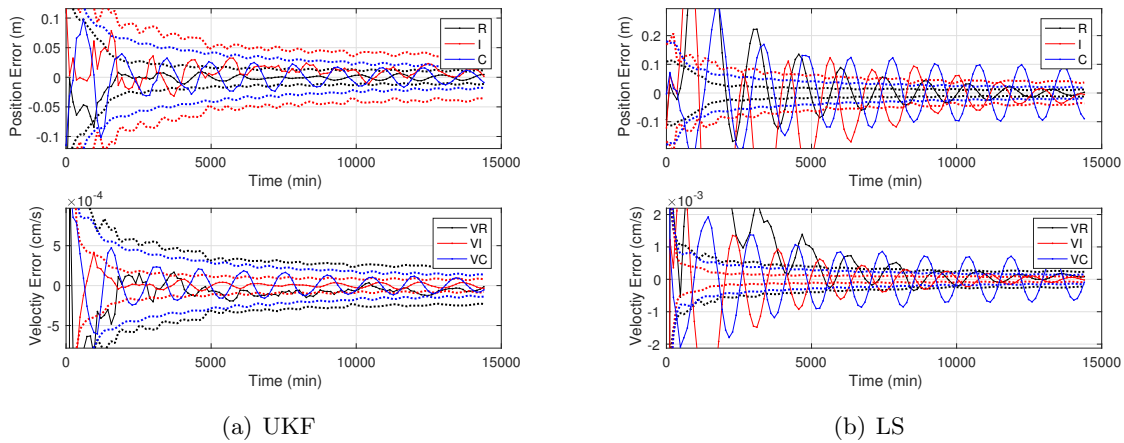 0.1
0.05
0
-0.05
-0.1
Position Error (m)
R
I
C
0
5000
10000
15000
Time (min)
×10⁻⁴
5
0
-5
Veloctiy Error (cm/s)
VR
VI
VC
0
5000
10000
15000
Time (min)
(a) UKF
0.2
0.1
0
-0.1
Position Error (m)
R
I
C
0
5000
10000
15000
Time (min)
×10⁻³
2
1
0
-1
-2
Veloctiy Error (cm/s)
VR
VI
VC
0
5000
10000
15000
Time (min)
(b) LS